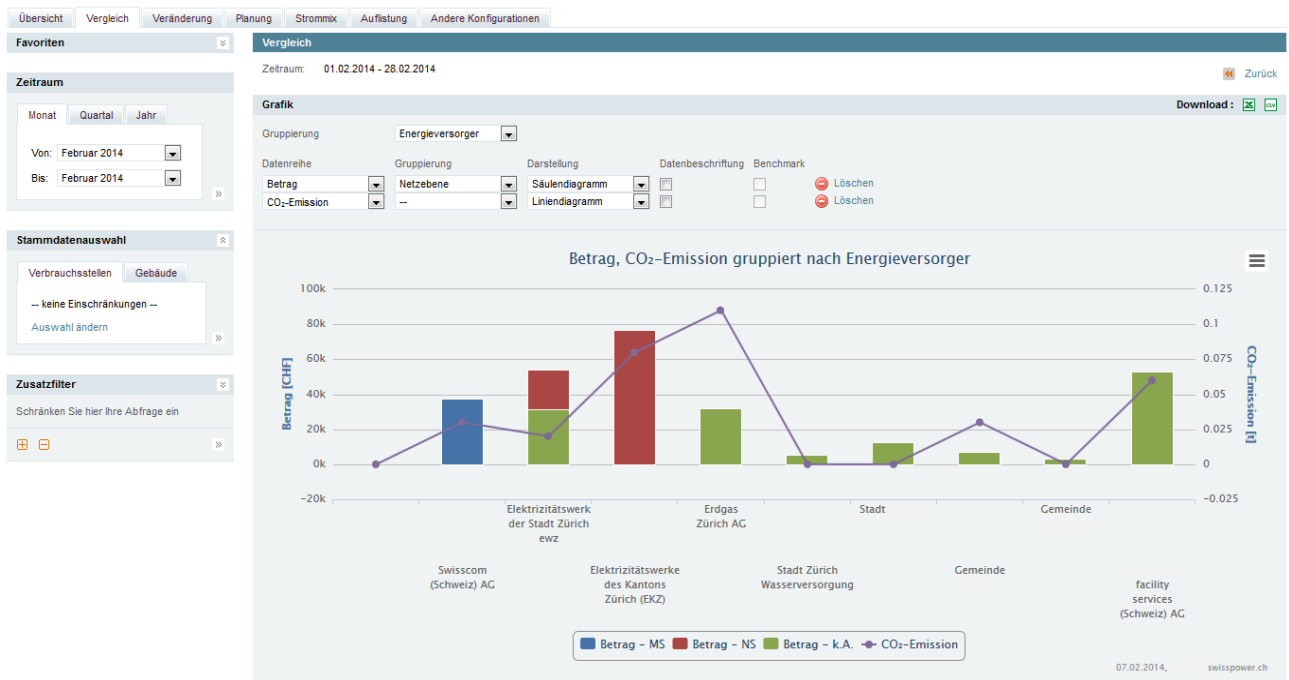 Übersicht Vergleich Veränderung Planung Strommix Auflistung Andere Konfigurationen
Favoriten
Zeitraum
Monat Quartal Jahr
Von: Februar 2014
Bis: Februar 2014
Stammdatenauswahl
Verbrauchsstellen Gebäude
-- keine Einschränkungen --
Auswahl ändern
Zusatzfilter
Schränken Sie hier Ihre Abfrage ein
Vergleich
Zeitraum: 01.02.2014 - 28.02.2014
Zurück
Grafik Download : CSV
Gruppierung Energieversorger
Datenreihe Gruppierung Darstellung Datenbeschriftung Benchmark
Betrag Netzebene Säulendiagramm Löschen
CO₂-Emission -- Liniendiagramm Löschen
Betrag, CO₂-Emission gruppiert nach Energieversorger
Betrag [CHF]
100k
80k
60k
40k
20k
0k
-20k
0.125
0.1
0.075
0.05
0.025
0
-0.025
CO₂-Emission [t]
Swisscom
(Schweiz) AG
Elektrizitätswerk
der Stadt Zürich
ewz
Elektrizitätswerke
des Kantons
Zürich (EKZ)
Erdgas
Zürich AG
Stadt Zürich
Wasserversorgung
Stadt
Gemeinde
Gemeinde
facility
services
(Schweiz) AG
Betrag - MS Betrag - NS Betrag - k.A. CO₂-Emission
07.02.2014, swisspower.ch